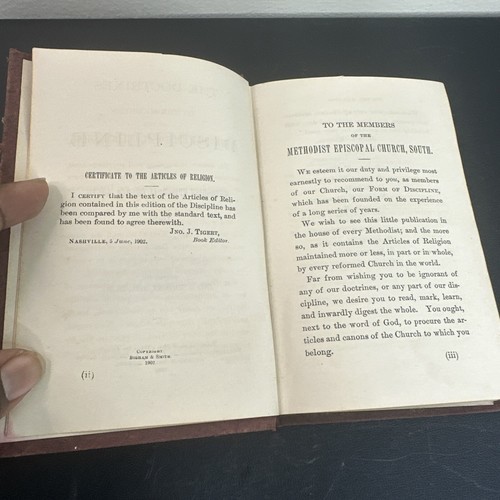 CERTIFICATE TO THE ARTICLES OF RELIGION.
I CERTIFY that the text of the Articles of Reli-
gion contained in this edition of the Discipline has
been compared by me with the standard text, and
has been found to agree therewith.
JNO. J. TIGERT,
NASHVILLE, 5 June, 1902. Book Editor.
COPYRIGHT
BIGHAM & SMITH
1902
(ii)
TO THE MEMBERS
OF THE
METHODIST EPISCOPAL CHURCH, SOUTH.
WE esteem it our duty and privilege most
earnestly to recommend to you, as members
of our Church, our FORM OF DISCIPLINE,
which has been founded on the experience
of a long series of years.
We wish to see this little publication in
the house of every Methodist; and the more
so, as it contains the Articles of Religion
maintained more or less, in part or in whole,
by every reformed Church in the world.
Far from wishing you to be ignorant of
any of our doctrines, or any part of our dis-
cipline, we desire you to read, mark, learn,
and inwardly digest the whole. You ought,
next to the word of God, to procure the ar-
ticles and canons of the Church to which you
belong.
(iii)